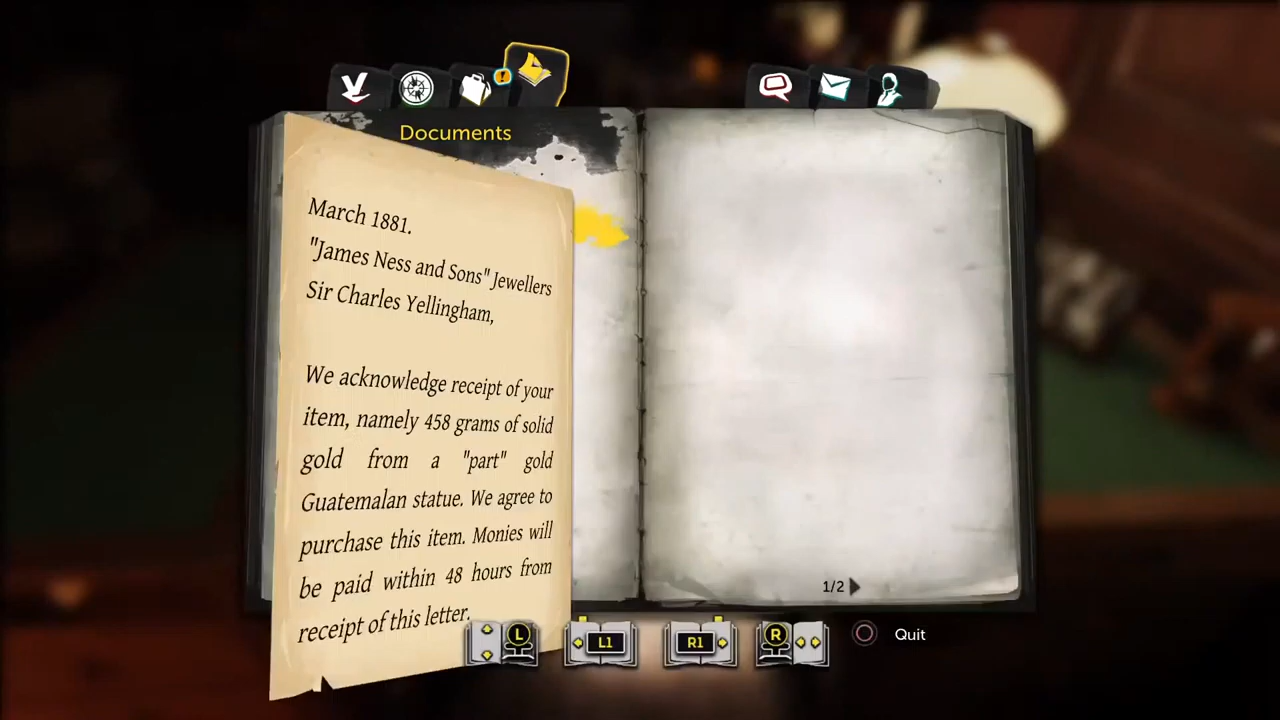 Documents
March 1881.
"James Ness and Sons" Jewellers
Sir Charles Yellingham,
We acknowledge receipt of your
item, namely 458 grams of solid
gold from a "part" gold
Guatemalan statue. We agree to
purchase this item. Monies will
be paid within 48 hours from
receipt of this letter.
1/2
L
L1
R1
R
Quit